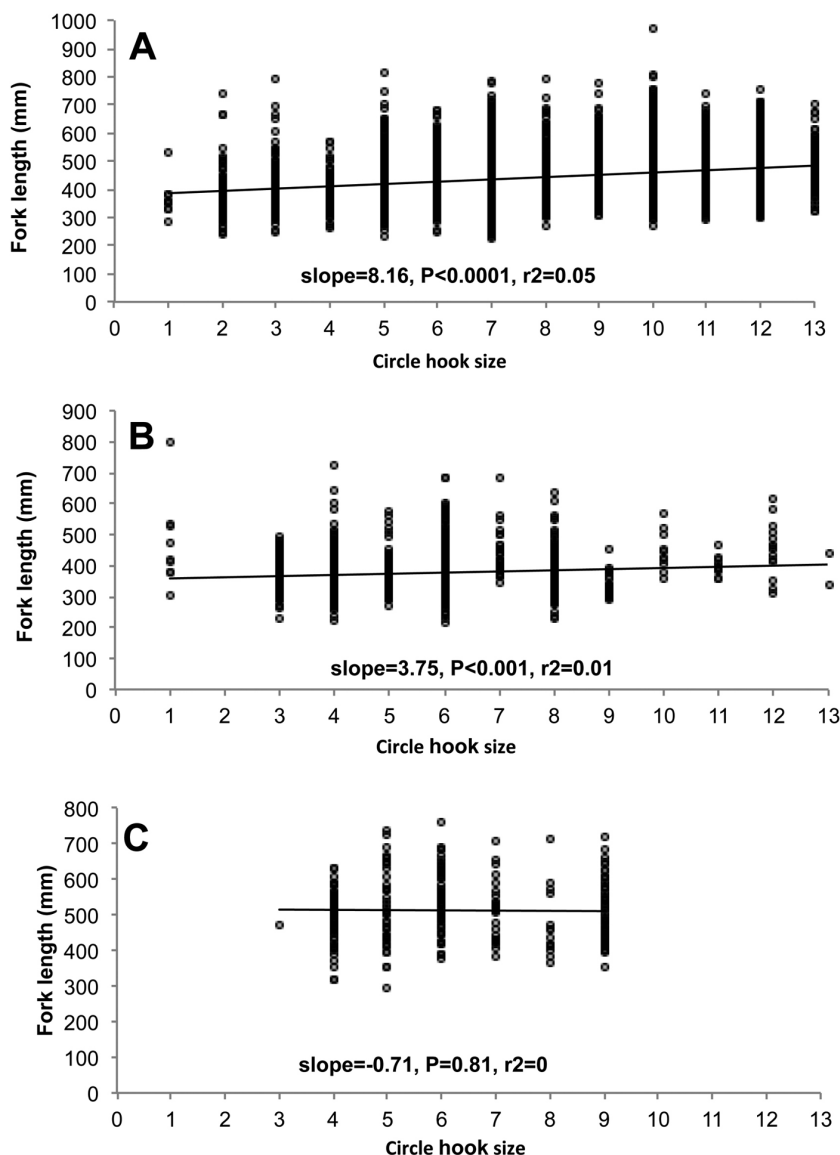 A
1000
900
800
700
600
500
400
300
200
100
0
Fork length (mm)
slope=8.16, P<0.0001, r2=0.05
0 1 2 3 4 5 6 7 8 9 10 11 12 13
Circle hook size
B
900
800
700
600
500
400
300
200
100
0
Fork length (mm)
slope=3.75, P<0.001, r2=0.01
0 1 2 3 4 5 6 7 8 9 10 11 12 13
Circle hook size
C
800
700
600
500
400
300
200
100
0
Fork length (mm)
slope=-0.71, P=0.81, r2=0
0 1 2 3 4 5 6 7 8 9 10 11 12 13
Circle hook size